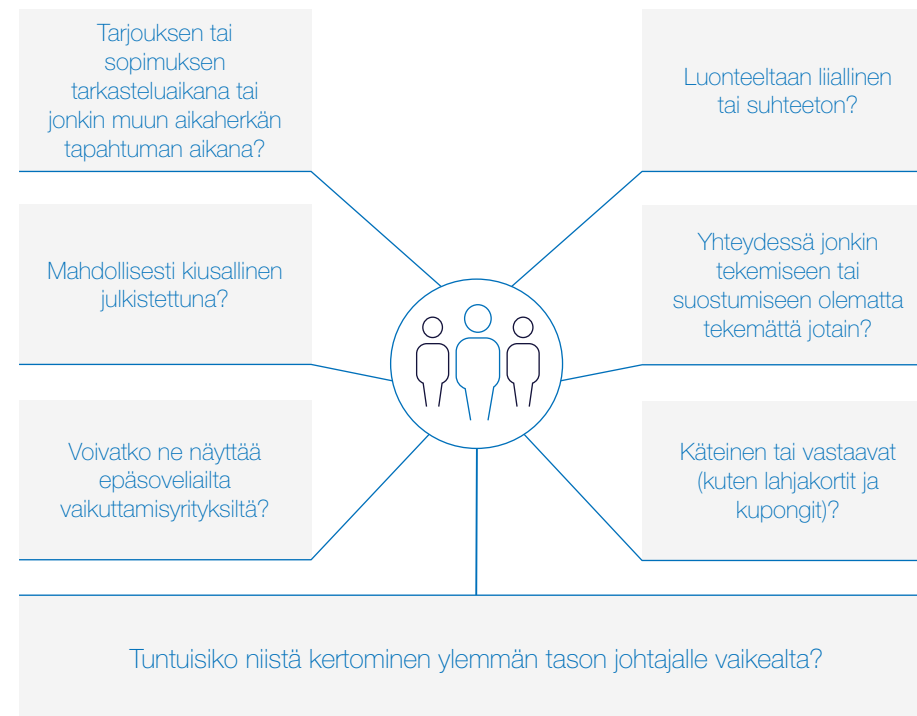 Tarjouksen tai
sopimuksen
tarkasteluaikana tai
jonkin muun aikaherkän
tapahtuman aikana?
Luonteeltaan liiallinen
tai suhteeton?
Mahdollisesti kiusallinen
julkistettuna?
Yhteydessä jonkin
tekemiseen tai
suostumiseen olematta
tekemättä jotain?
Voivatko ne näyttää
epäsoveliailta
vaikuttamisyrityksiltä?
Käteinen tai vastaavat
(kuten lahjakortit ja
kupongit)?
Tuntuisiko niistä kertominen ylemmän tason johtajalle vaikealta?